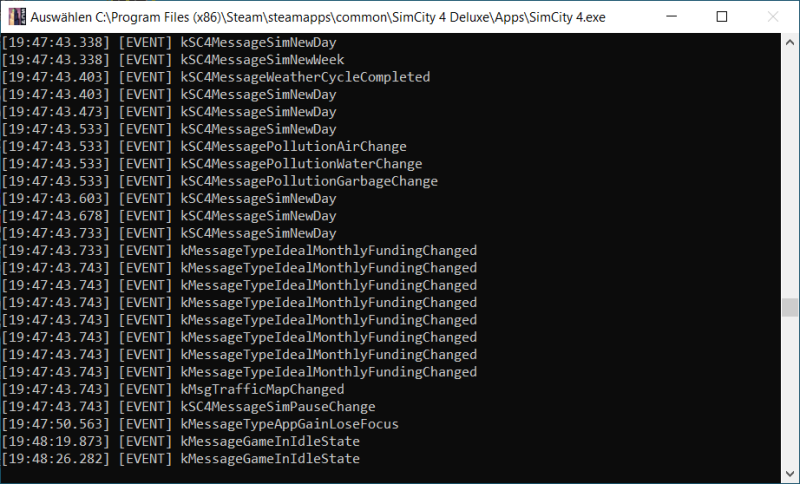 Auswählen C:\Program Files (x86)\Steam\steamapps\common\SimCity 4 Deluxe\Apps\SimCity 4.exe
[19:47:43.338] [EVENT] kSC4MessageSimNewDay
[19:47:43.338] [EVENT] kSC4MessageSimNewWeek
[19:47:43.403] [EVENT] kSC4MessageWeatherCycleCompleted
[19:47:43.403] [EVENT] kSC4MessageSimNewDay
[19:47:43.473] [EVENT] kSC4MessageSimNewDay
[19:47:43.533] [EVENT] kSC4MessageSimNewDay
[19:47:43.533] [EVENT] kSC4MessagePollutionAirChange
[19:47:43.533] [EVENT] kSC4MessagePollutionWaterChange
[19:47:43.533] [EVENT] kSC4MessagePollutionGarbageChange
[19:47:43.603] [EVENT] kSC4MessageSimNewDay
[19:47:43.678] [EVENT] kSC4MessageSimNewDay
[19:47:43.733] [EVENT] kSC4MessageSimNewDay
[19:47:43.733] [EVENT] kMessageTypeIdealMonthlyFundingChanged
[19:47:43.743] [EVENT] kMessageTypeIdealMonthlyFundingChanged
[19:47:43.743] [EVENT] kMessageTypeIdealMonthlyFundingChanged
[19:47:43.743] [EVENT] kMessageTypeIdealMonthlyFundingChanged
[19:47:43.743] [EVENT] kMessageTypeIdealMonthlyFundingChanged
[19:47:43.743] [EVENT] kMessageTypeIdealMonthlyFundingChanged
[19:47:43.743] [EVENT] kMessageTypeIdealMonthlyFundingChanged
[19:47:43.743] [EVENT] kMessageTypeIdealMonthlyFundingChanged
[19:47:43.743] [EVENT] kMsgTrafficMapChanged
[19:47:43.743] [EVENT] kSC4MessageSimPauseChange
[19:47:50.563] [EVENT] kMessageTypeAppGainLoseFocus
[19:48:19.873] [EVENT] kMessageGameInIdleState
[19:48:26.282] [EVENT] kMessageGameInIdleState